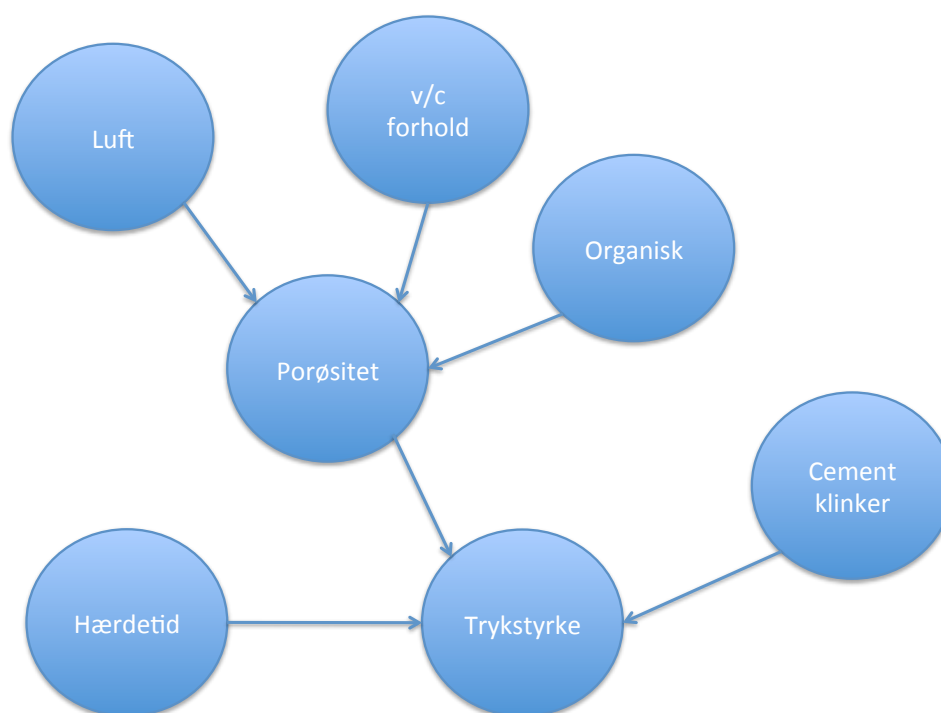 Luft
v/c
forhold
Organisk
Porøsitet
Cement
klinker
Hærdetid
Trykstyrke